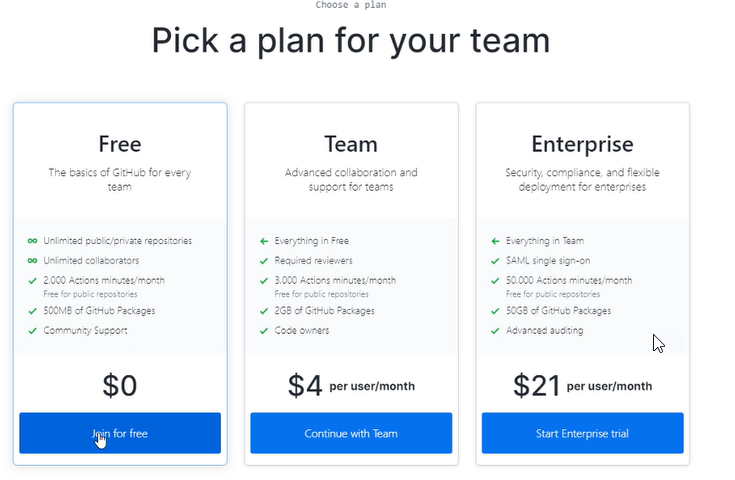 Choose a plan
Pick a plan for your team
Free
The basics of GitHub for every
team
Unlimited public/private repositories
Unlimited collaborators
2.000 Actions minutes/month
Free for public repositories
500MB of GitHub Packages
Community Support
$0
Join for free
Team
Advanced collaboration and
support for teams
Everything in Free
Required reviewers
3.000 Actions minutes/month
Free for public repositories
2GB of GitHub Packages
Code owners
$4 per user/month
Continue with Team
Enterprise
Security, compliance, and flexible
deployment for enterprises
Everything in Team
SAML single sign-on
50.000 Actions minutes/month
Free for public repositories
50GB of GitHub Packages
Advanced auditing
$21 per user/month
Start Enterprise trial